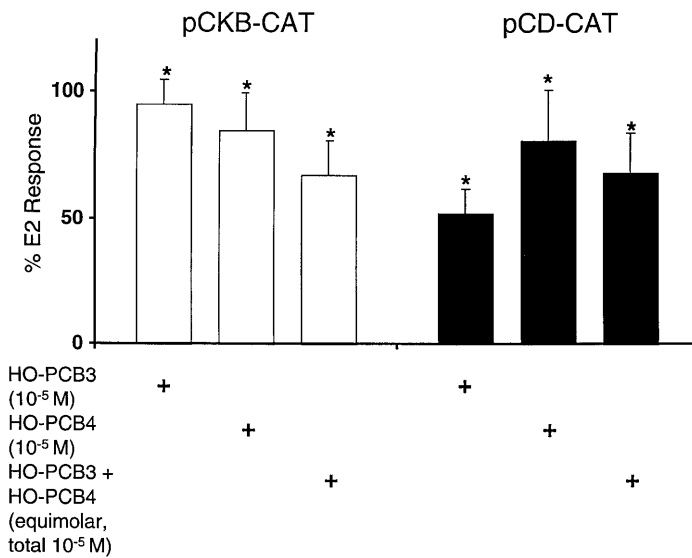 pCKB-CAT pCD-CAT
% E2 Response
100
50
0
* * * * * *
HO-PCB3
(10⁻⁵ M)
+ +
HO-PCB4
(10⁻⁵ M)
+ +
HO-PCB3 +
HO-PCB4
(equimolar,
total 10⁻⁵ M)
+ +